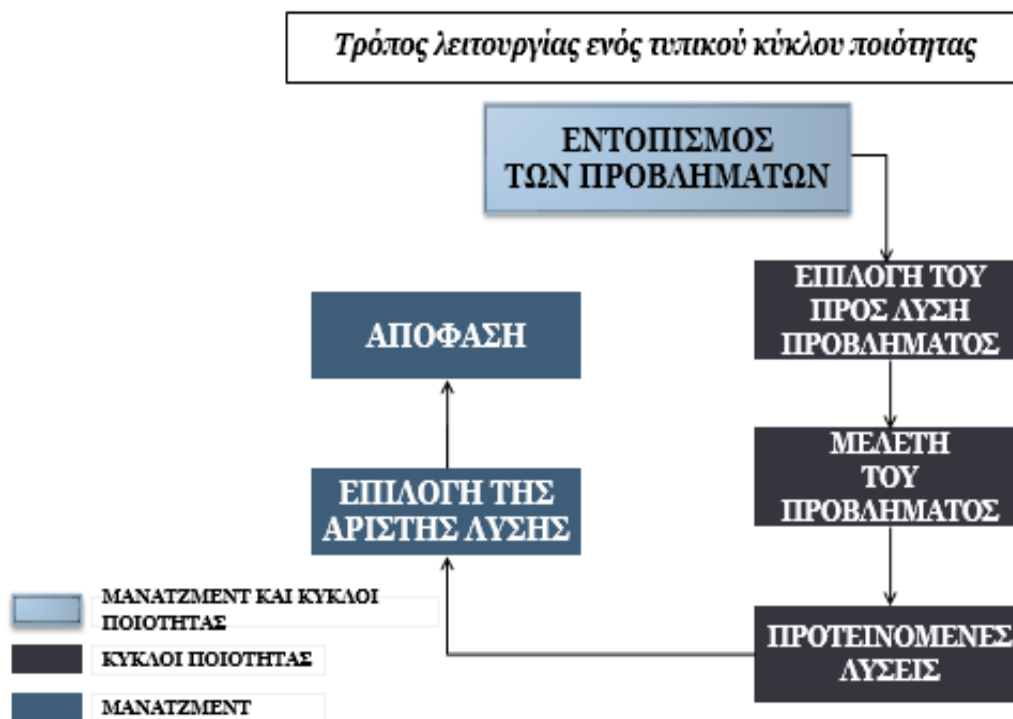 Τρόπος λειτουργίας ενός τυπικού κύκλου ποιότητας
ΕΝΤΟΠΙΣΜΟΣ
ΤΩΝ ΠΡΟΒΛΗΜΑΤΩΝ
ΕΠΙΛΟΓΗ ΤΟΥ
ΠΡΟΣ ΛΥΣΗ
ΠΡΟΒΛΗΜΑΤΟΣ
ΑΠΟΦΑΣΗ
ΜΕΛΕΤΗ
ΤΟΥ
ΠΡΟΒΛΗΜΑΤΟΣ
ΕΠΙΛΟΓΗ ΤΗΣ
ΑΡΙΣΤΗΣ ΛΥΣΗΣ
ΠΡΟΤΕΙΝΟΜΕΝΕΣ
ΛΥΣΕΙΣ
ΜΑΝΑΤΖΜΕΝΤ ΚΑΙ ΚΥΚΛΟΙ
ΠΟΙΟΤΗΤΑΣ
ΚΥΚΛΟΙ ΠΟΙΟΤΗΤΑΣ
ΜΑΝΑΤΖΜΕΝΤ